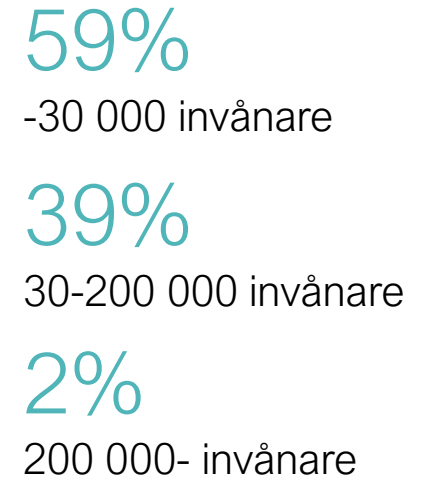 59%
-30 000 invånare
39%
30-200 000 invånare
2%
200 000- invånare